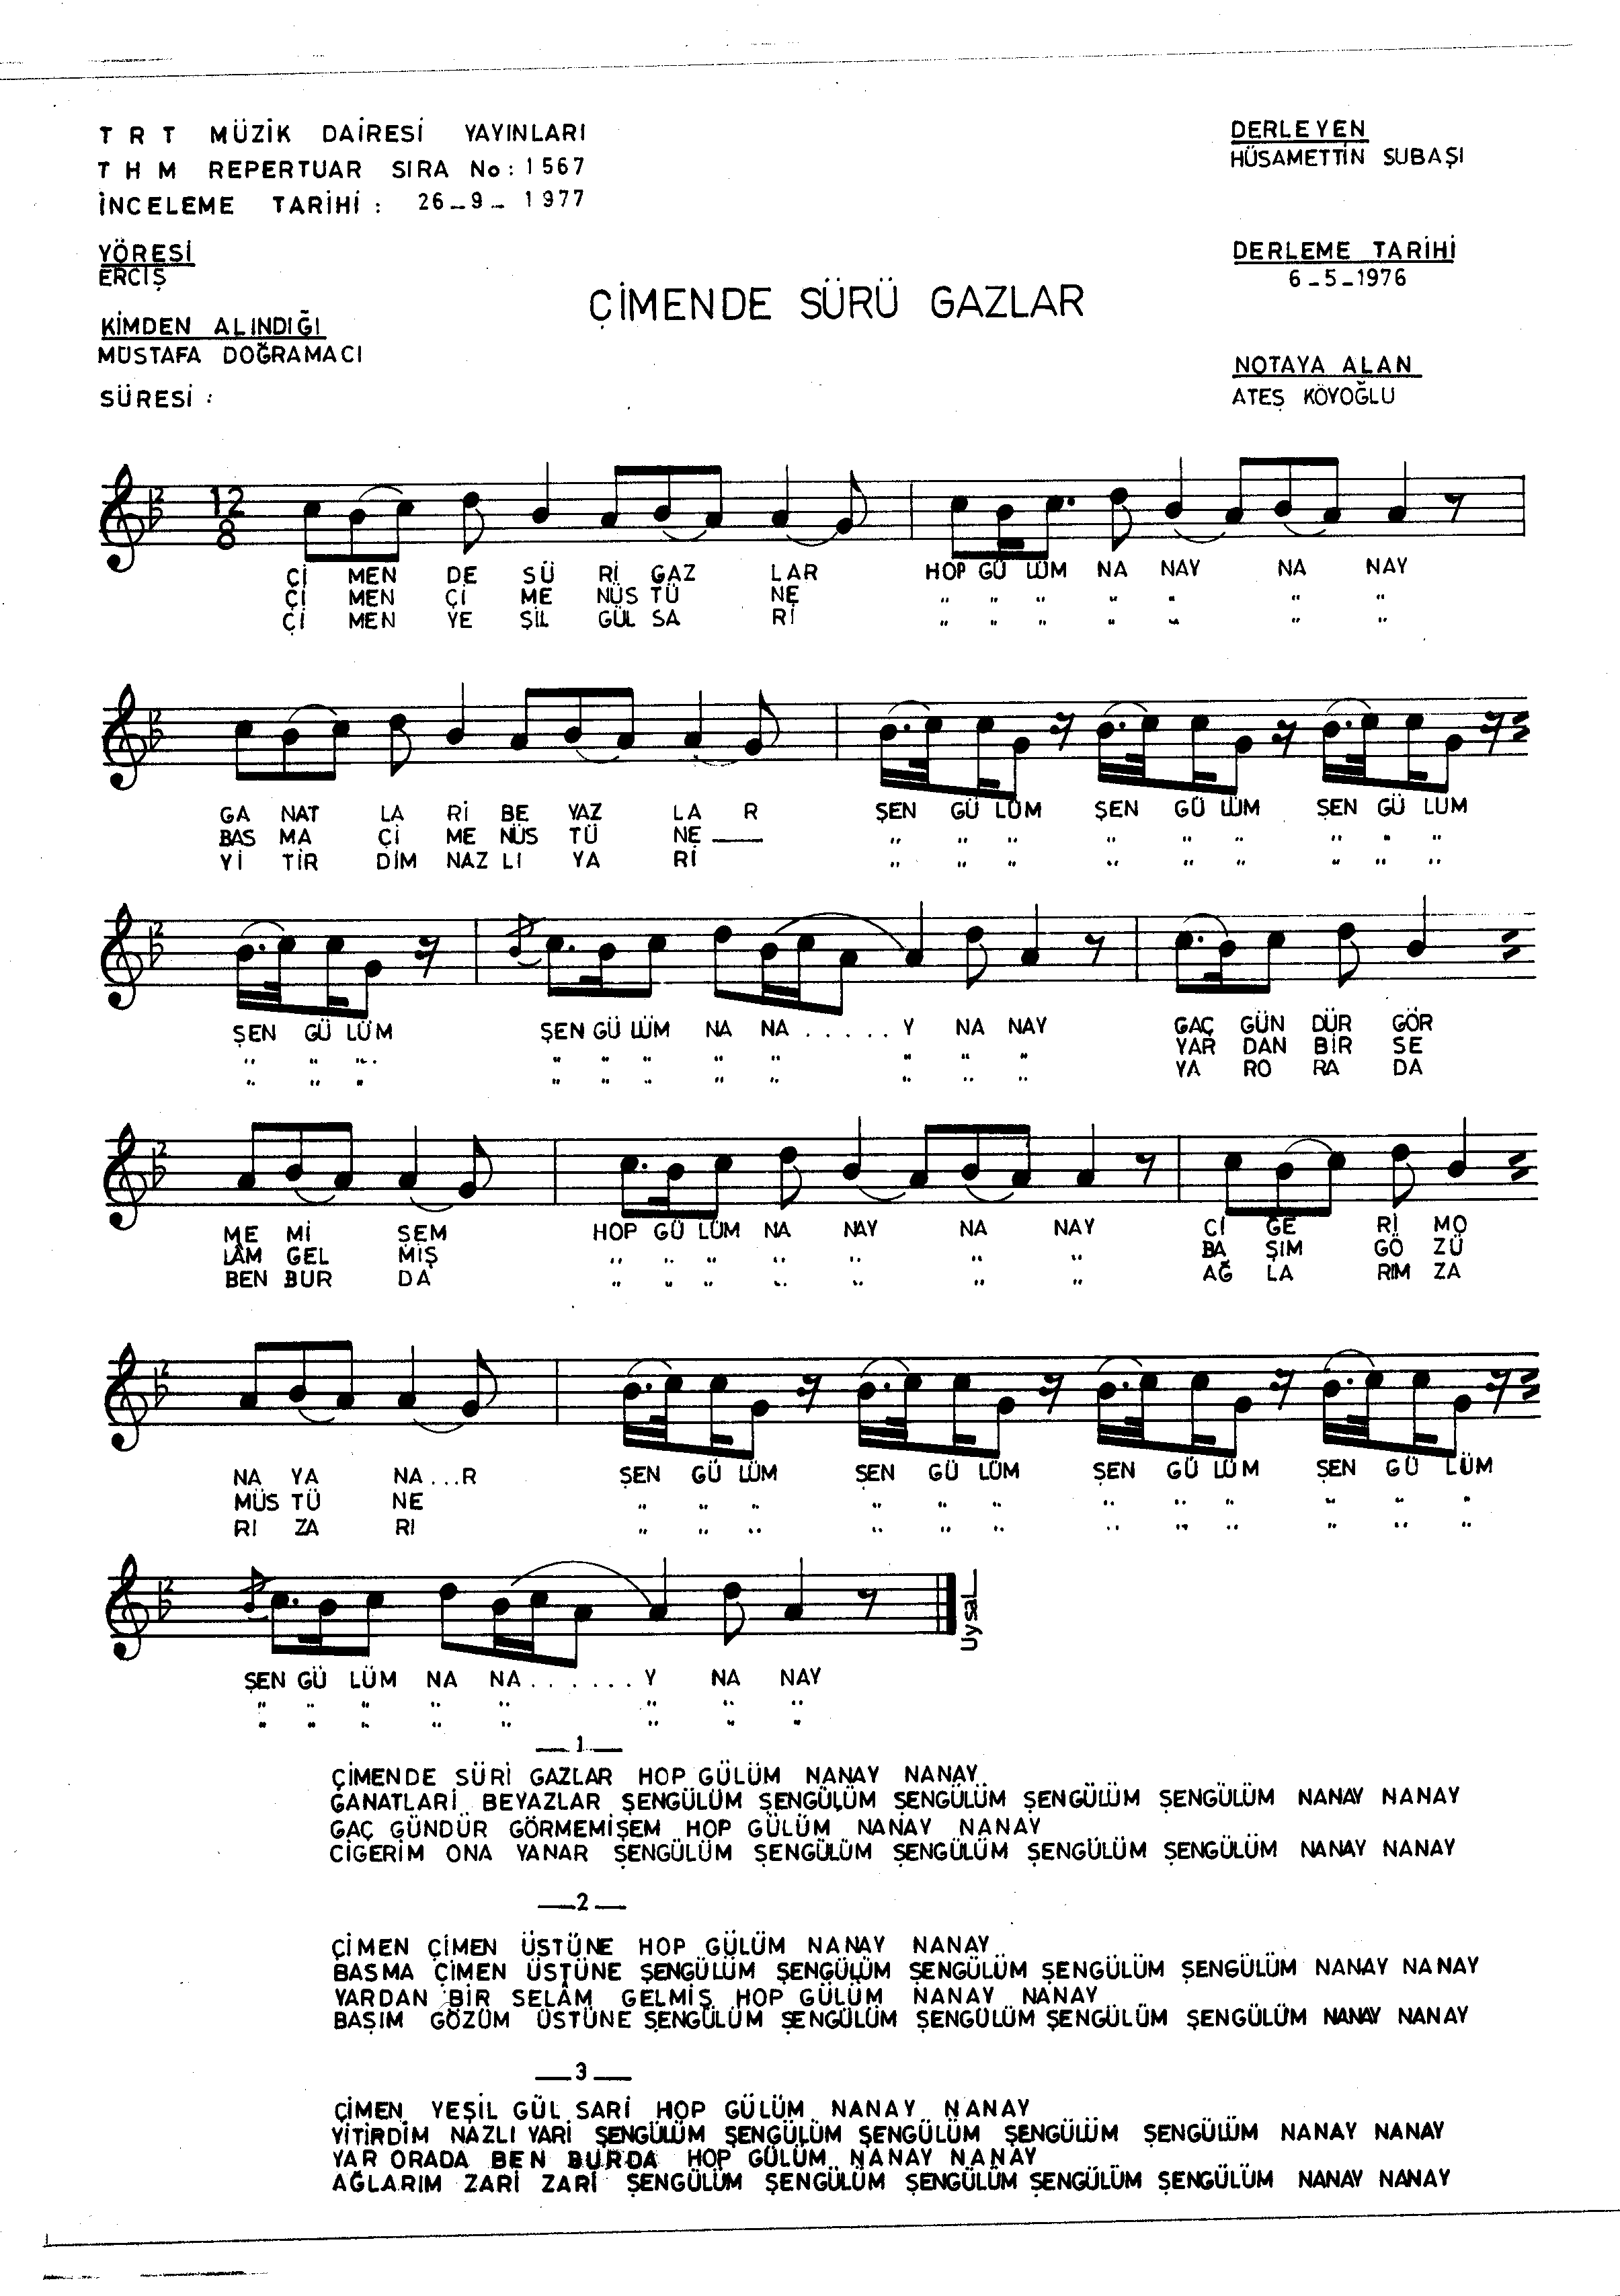 TRT MÜZİK DAİRESİ YAYINLARI
THM REPERTUAR SIRA No: 1567
İNCELEME TARİHİ: 26_9_1977
DERLEYEN
HÜSAMETTİN SUBAŞI
YÖRESİ
ERCİŞ
DERLEME TARİHİ
6_5_1976
ÇİMENDE SÜRÜ GAZLAR
KİMDEN ALINDIĞI
MUSTAFA DOĞRAMACI
NOTAYA ALAN
ATEŞ KÖYOĞLU
SÜRESİ :
12
8
Çİ MEN DE SÜ Rİ GAZ LAR HOP GÜ LÜM NA NAY NA NAY
Çİ MEN Çİ ME NÜS TÜ NE " " " " " " "
Çİ MEN YE ŞİL GÜL SA Rİ " " " " " " "
GA NAT LA Rİ BE YAZ LA R ŞEN GÜ LÜM ŞEN GÜ LÜM ŞEN GÜ LÜM
BAS MA Çİ ME NÜS TÜ NE " " " " " " " " "
Yİ TİR DİM NAZ LI YA Rİ " " " " " " " " "
ŞEN GÜ LÜM ŞEN GÜ LÜM NA NA . . . . . Y NA NAY GAÇ GÜN DÜR GÖR
" " " " " " " " " " " YAR DAN BİR SE
" " " " " " " " " " " YA RO RA DA
ME Mİ ŞEM HOP GÜ LÜM NA NAY NA NAY Cİ GE Rİ MO
LÂM GEL MİŞ " " " " " " " BA ŞIM GÖ ZÜ
BEN BUR DA " " " " " " " AĞ LA RIM ZA
NA YA NA...R ŞEN GÜ LÜM ŞEN GÜ LÜM ŞEN GÜ LÜM ŞEN GÜ LÜM
MÜS TÜ NE " " " " " " " " " " " "
RI ZA RI " " " " " " " " " " " "
Uysal
ŞEN GÜ LÜM NA NA . . . . . . Y NA NAY
" " " " " " " "
" " " " " " " "
__1__
ÇİMENDE SÜRİ GAZLAR HOP GÜLÜM NANAY NANAY
GANATLARİ BEYAZLAR ŞENGÜLÜM ŞENGÜLÜM ŞENGÜLÜM ŞENGÜLÜM ŞENGÜLÜM NANAY NANAY
GAÇ GÜNDÜR GÖRMEMİŞEM HOP GÜLÜM NANAY NANAY
CİGERİM ONA YANAR ŞENGÜLÜM ŞENGÜLÜM ŞENGÜLÜM ŞENGÜLÜM ŞENGÜLÜM NANAY NANAY
__2__
ÇİMEN ÇİMEN ÜSTÜNE HOP GÜLÜM NANAY NANAY
BASMA ÇİMEN ÜSTÜNE ŞENGÜLÜM ŞENGÜLÜM ŞENGÜLÜM ŞENGÜLÜM ŞENGÜLÜM NANAY NANAY
YARDAN BİR SELÂM GELMİŞ HOP GÜLÜM NANAY NANAY
BAŞIM GÖZÜM ÜSTÜNE ŞENGÜLÜM ŞENGÜLÜM ŞENGÜLÜM ŞENGÜLÜM ŞENGÜLÜM NANAY NANAY
__3__
ÇİMEN YEŞİL GÜL SARİ HOP GÜLÜM NANAY NANAY
YİTİRDİM NAZLI YARİ ŞENGÜLÜM ŞENGÜLÜM ŞENGÜLÜM ŞENGÜLÜM ŞENGÜLÜM NANAY NANAY
YAR ORADA BEN BURDA HOP GÜLÜM NANAY NANAY
AĞLARIM ZARİ ZARİ ŞENGÜLÜM ŞENGÜLÜM ŞENGÜLÜM ŞENGÜLÜM ŞENGÜLÜM NANAY NANAY